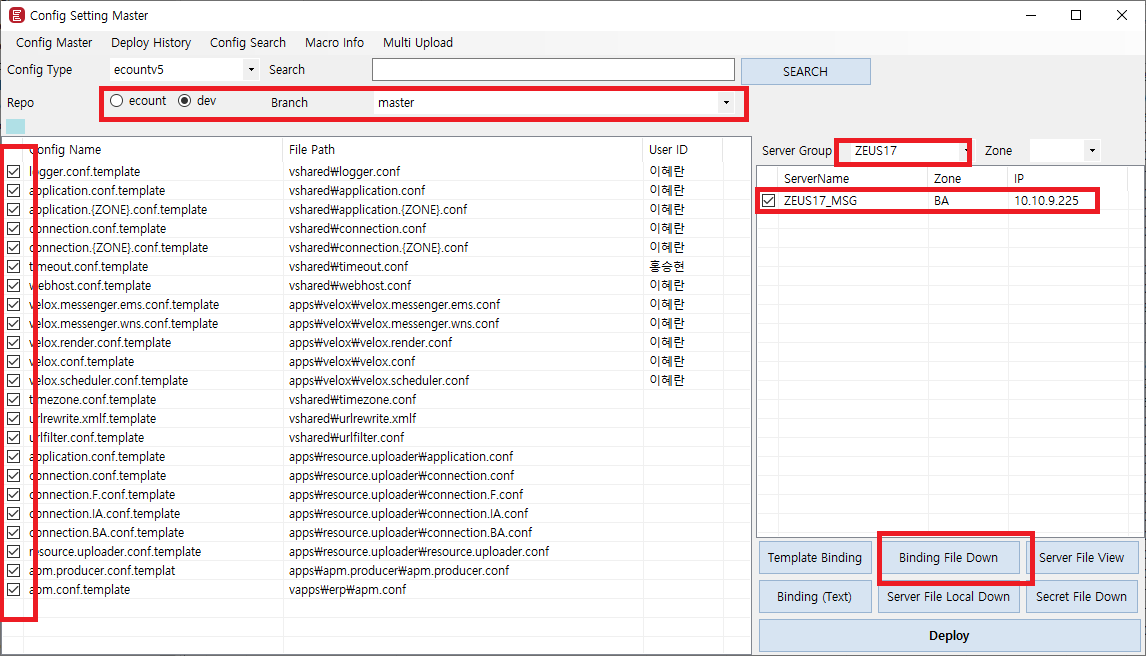 Config Setting Master
Config Master Deploy History Config Search Macro Info Multi Upload
Config Type ecountv5 Search SEARCH
Repo ecount dev Branch master
Config Name File Path User ID
logger.conf.template vshared₩logger.conf 이혜란
application.conf.template vshared₩application.conf 이혜란
application.{ZONE}.conf.template vshared₩application.{ZONE}.conf 이혜란
connection.conf.template vshared₩connection.conf 이혜란
connection.{ZONE}.conf.template vshared₩connection.{ZONE}.conf 이혜란
timeout.conf.template vshared₩timeout.conf 홍승현
webhost.conf.template vshared₩webhost.conf 이혜란
velox.messenger.ems.conf.template apps₩velox₩velox.messenger.ems.conf 이혜란
velox.messenger.wns.conf.template apps₩velox₩velox.messenger.wns.conf 이혜란
velox.render.conf.template apps₩velox₩velox.render.conf 이혜란
velox.conf.template apps₩velox₩velox.conf 이혜란
velox.scheduler.conf.template apps₩velox₩velox.scheduler.conf 이혜란
timezone.conf.template vshared₩timezone.conf
urlrewrite.xmlf.template vshared₩urlrewrite.xmlf
urlfilter.conf.template vshared₩urlfilter.conf
application.conf.template apps₩resource.uploader₩application.conf
connection.conf.template apps₩resource.uploader₩connection.conf
connection.F.conf.template apps₩resource.uploader₩connection.F.conf
connection.IA.conf.template apps₩resource.uploader₩connection.IA.conf
connection.BA.conf.template apps₩resource.uploader₩connection.BA.conf
resource.uploader.conf.template apps₩resource.uploader₩resource.uploader.conf
apm.producer.conf.templat apps₩apm.producer₩apm.producer.conf
apm.conf.template vapps₩erp₩apm.conf
Server Group ZEUS17 Zone
ServerName Zone IP
ZEUS17_MSG BA 10.10.9.225
Template Binding Binding File Down Server File View
Binding (Text) Server File Local Down Secret File Down
Deploy